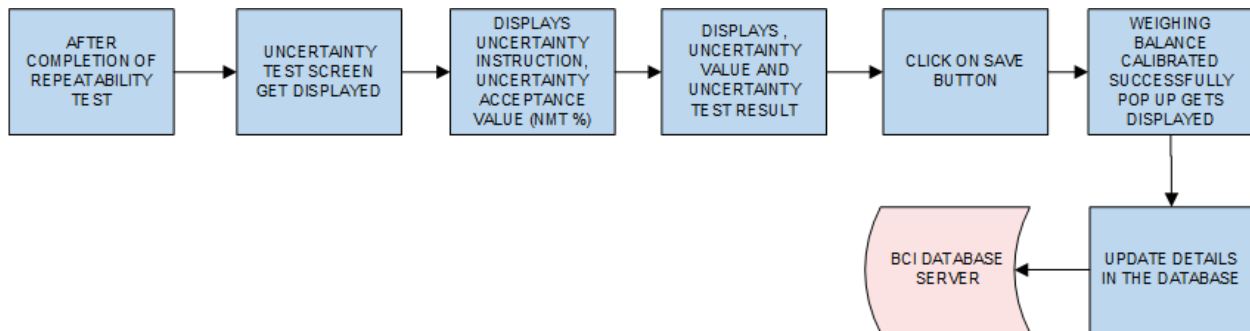 AFTER
COMPLETION OF
REPEATABILITY
TEST
UNCERTAINTY
TEST SCREEN
GET DISPLAYED
DISPLAYS
UNCERTAINTY
INSTRUCTION,
UNCERTAINTY
ACCEPTANCE
VALUE (NMT %)
DISPLAYS ,
UNCERTAINTY
VALUE AND
UNCERTAINTY
TEST RESULT
CLICK ON SAVE
BUTTON
WEIGHING
BALANCE
CALIBRATED
SUCCESSFULLY
POP UP GETS
DISPLAYED
BCI DATABASE
SERVER
UPDATE DETAILS
IN THE DATABASE